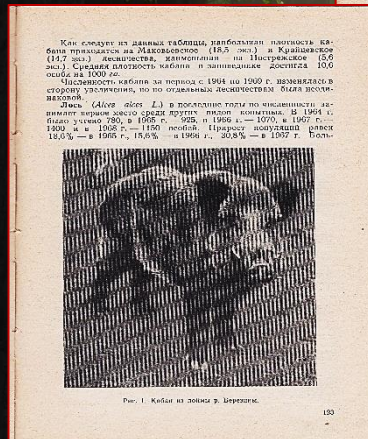 Как следует из данных таблицы, наибольшая плотность ка-
бана приходится на Маковьевское (18,5 экз.) и Крайцевское
(14,7 экз.) лесничества, наименьшая на Пострежское (5,6
экз.). Средняя плотность кабана в заповеднике достигла 10,6
особи на 1000 га.
Численность кабана за период с 1964 по 1969 г. изменялась в
сторону увеличения, но по отдельным лесничествам была неоди-
наковой.
Лось (Alces alces L.) в последние годы по численности за-
нимает первое место среди других видов копытных. В 1964 г.
было учтено 780, в 1965 г. — 925, в 1966 г. — 1070, в 1967 г. —
1400 и в 1968 г. — 1150 особей. Прирост популяции равен
18,6% — в 1965 г., 15,6% — в 1966 г., 30,8% — в 1967 г. Боль-
Рис. 1. Кабан из поймы р. Березины.